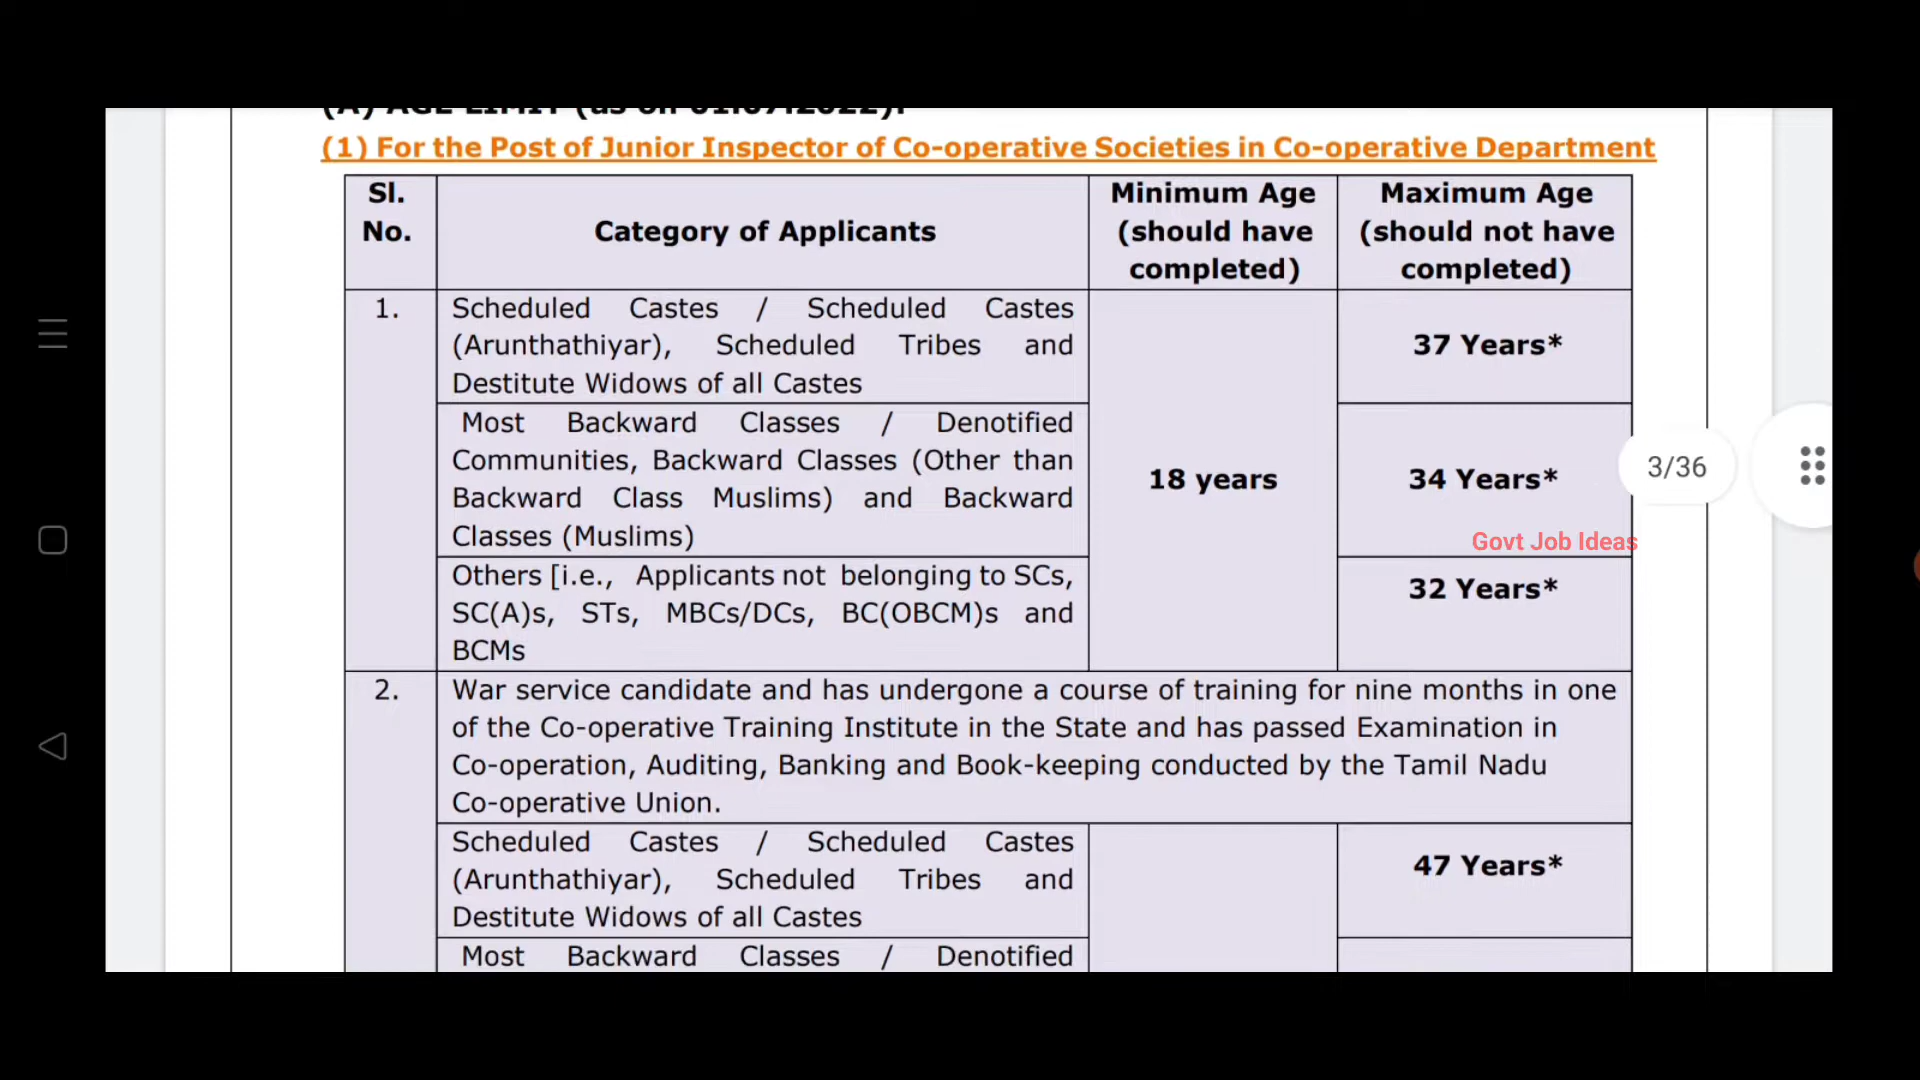 (A) AGE LIMIT (as on 01.07.2022):
(1) For the Post of Junior Inspector of Co-operative Societies in Co-operative Department
Sl.
No.
Category of Applicants
Minimum Age
(should have
completed)
Maximum Age
(should not have
completed)
1.
Scheduled Castes / Scheduled Castes
(Arunthathiyar), Scheduled Tribes and
Destitute Widows of all Castes
37 Years*
Most Backward Classes / Denotified
Communities, Backward Classes (Other than
Backward Class Muslims) and Backward
Classes (Muslims)
18 years
34 Years*
3/36
Govt Job Ideas
Others [i.e., Applicants not belonging to SCs,
SC(A)s, STs, MBCs/DCs, BC(OBCM)s and
BCMs
32 Years*
2.
War service candidate and has undergone a course of training for nine months in one
of the Co-operative Training Institute in the State and has passed Examination in
Co-operation, Auditing, Banking and Book-keeping conducted by the Tamil Nadu
Co-operative Union.
Scheduled Castes / Scheduled Castes
(Arunthathiyar), Scheduled Tribes and
Destitute Widows of all Castes
47 Years*
Most Backward Classes / Denotified